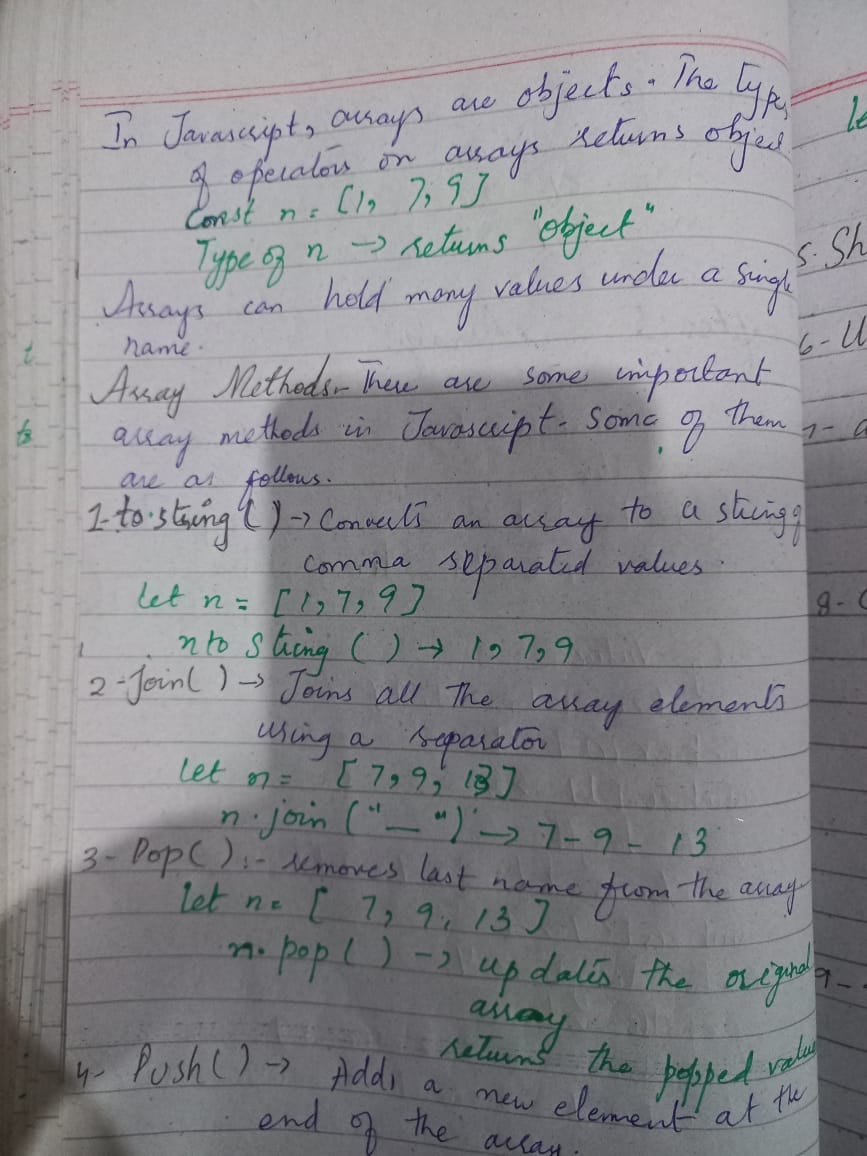 In Javascript, arrays are objects. The type
of operators on arrays returns object
Const n = [1, 7, 9]
Type of n -> returns "object"
Arrays can hold many values under a single
name.
Array Methods - There are some important
array methods in Javascript. Some of them
are as follows.
1- to.string() -> Converts an array to a string of
comma separated values.
let n = [1, 7, 9]
n to string () -> 1, 7, 9
2 - Join() -> Joins all the array elements
using a separator
let n = [7, 9, 13]
n.join("_") -> 7-9-13
3- Pop() :- removes last name from the array
let n = [7, 9, 13]
n.pop() -> updates the original
array
returns the popped value
4- Push() -> Adds a new element at the
end of the array.
le
5. Sh
6- U
7- a
8- C
9-